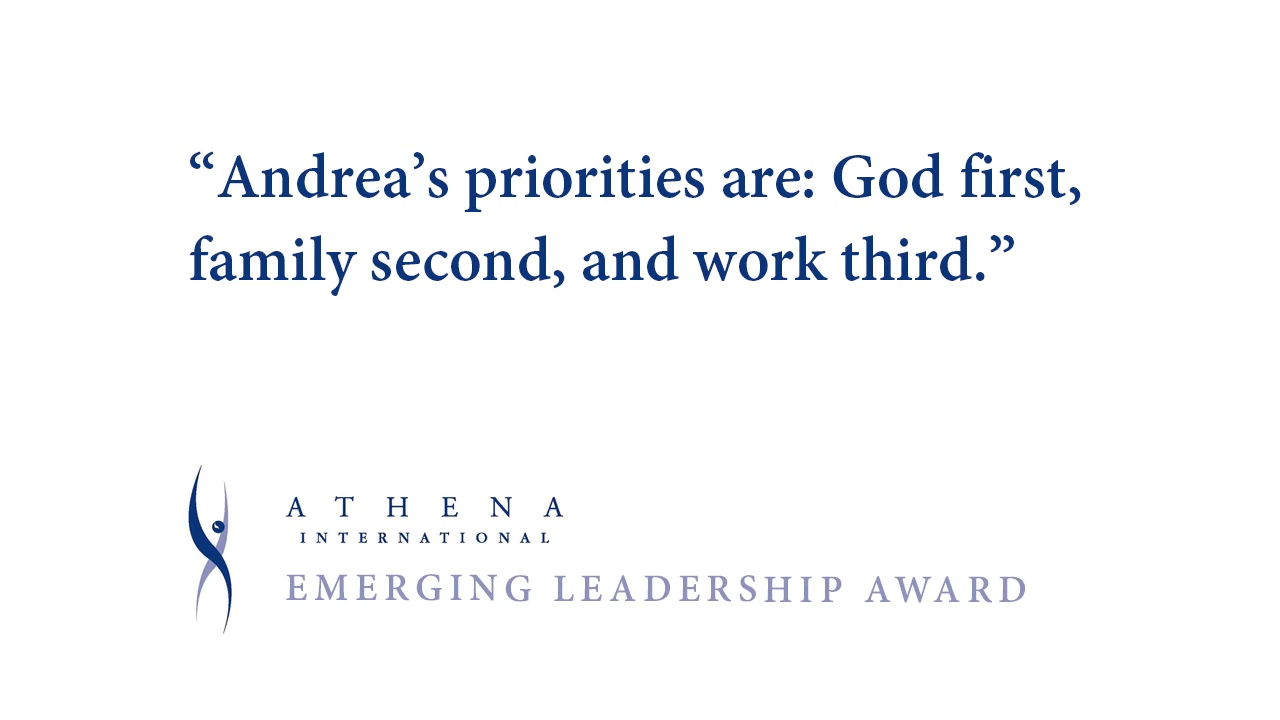 “Andrea’s priorities are: God first,
family second, and work third.”
ATHENA
INTERNATIONAL
EMERGING LEADERSHIP AWARD